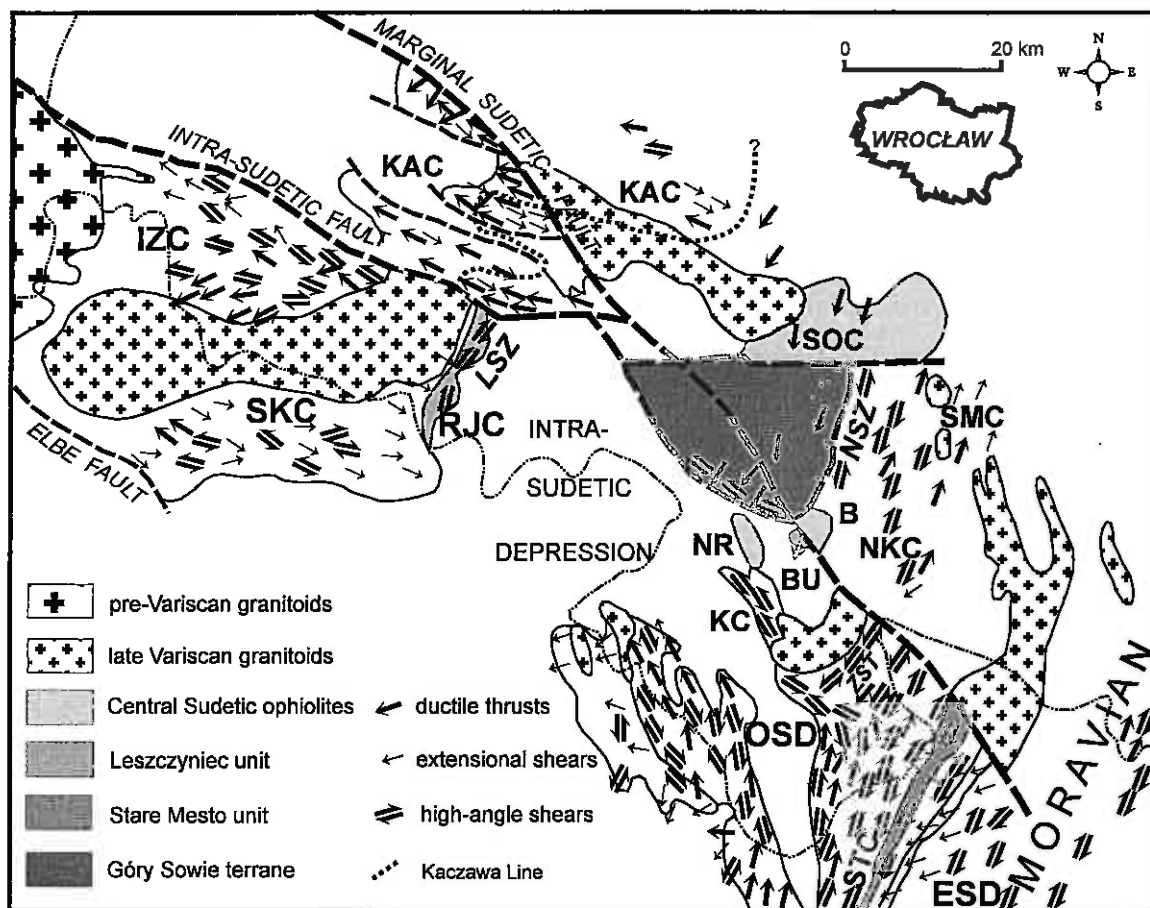 0 20 km
N
W E
S
WROCŁAW
MARGINAL SUDETIC FAULT
INTRA-SUDETIC FAULT
KAC
KAC
?
IZC
SOC
LSZ
NSZ
SMC
SKC
RJC
ELBE FAULT
INTRA-
SUDETIC
DEPRESSION
B
NR
NKC
BU
KC
ST
OSD
STC
ESD
MORAVIAN
pre-Variscan granitoids
late Variscan granitoids
Central Sudetic ophiolites
ductile thrusts
Leszczyniec unit
extensional shears
Stare Mesto unit
high-angle shears
Góry Sowie terrane
Kaczawa Line